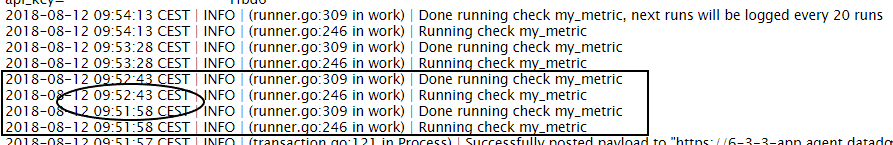 2018-08-12 09:54:13 CEST | INFO | (runner.go:309 in work) | Done running check my_metric, next runs will be logged every 20 runs
2018-08-12 09:54:13 CEST | INFO | (runner.go:246 in work) | Running check my_metric
2018-08-12 09:53:28 CEST | INFO | (runner.go:309 in work) | Done running check my_metric
2018-08-12 09:53:28 CEST | INFO | (runner.go:246 in work) | Running check my_metric
2018-08-12 09:52:43 CEST | INFO | (runner.go:309 in work) | Done running check my_metric
2018-08-12 09:52:43 CEST | INFO | (runner.go:246 in work) | Running check my_metric
2018-08-12 09:51:58 CEST | INFO | (runner.go:309 in work) | Done running check my_metric
2018-08-12 09:51:58 CEST | INFO | (runner.go:246 in work) | Running check my_metric
2018-08-12 09:51:57 CEST | INFO | (transaction.go:121 in Process) | Successfully posted payload to "https://6-3-3-app.agent.datado